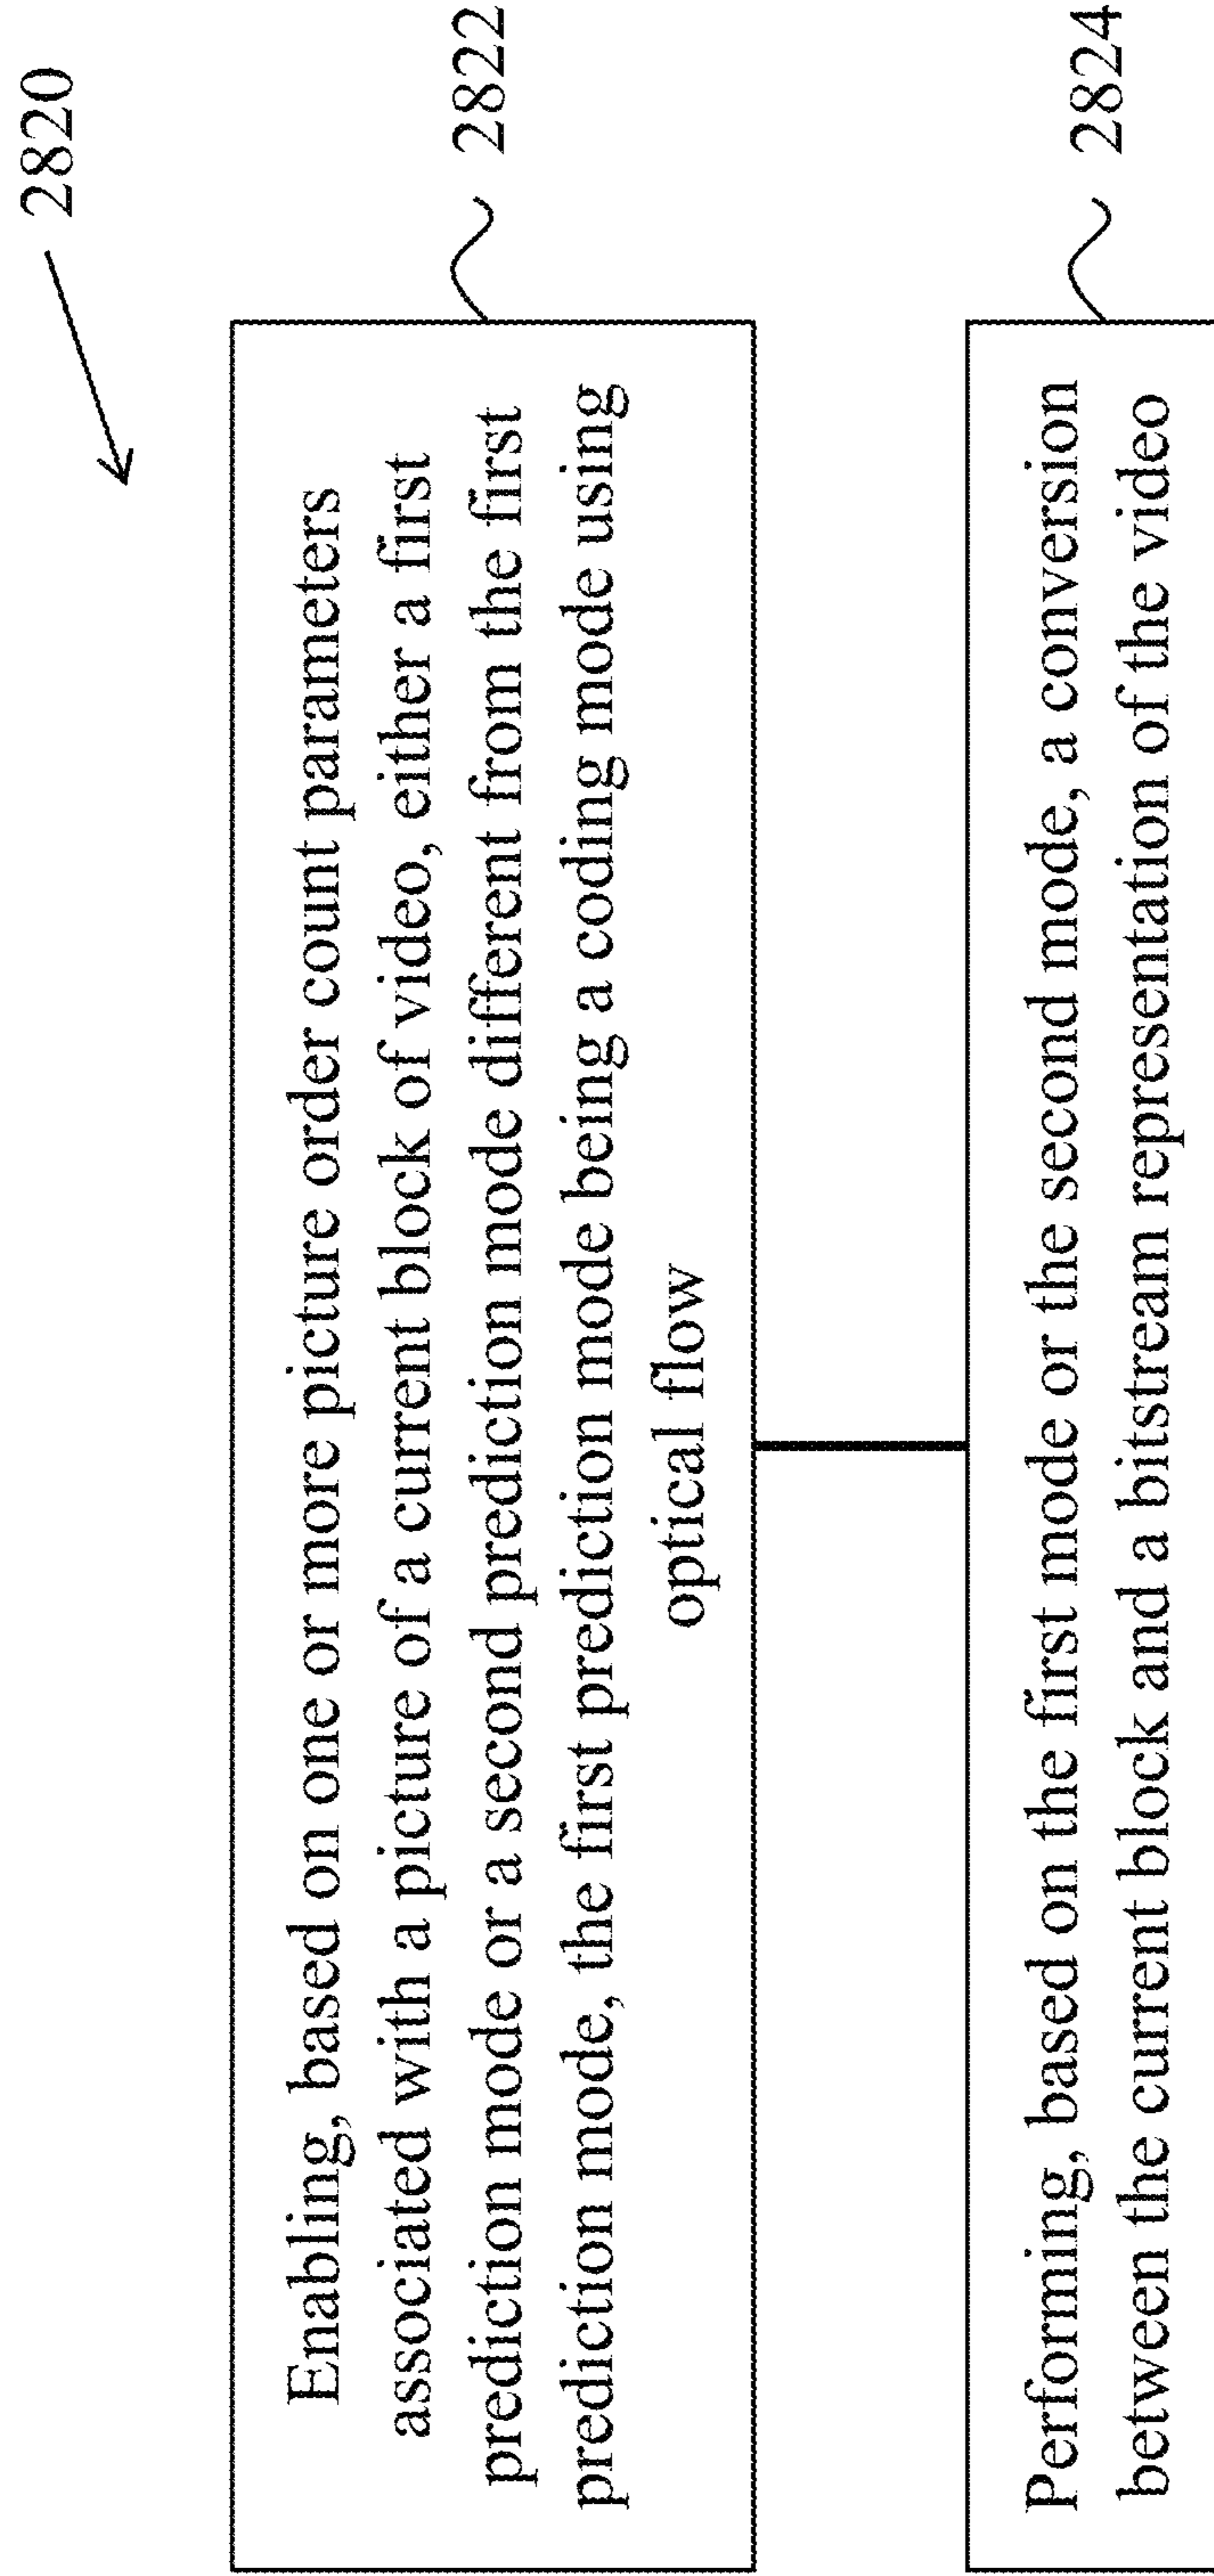 2820
Enabling, based on one or more picture order count parameters
associated with a picture of a current block of video, either a first
prediction mode or a second prediction mode different from the first
prediction mode, the first prediction mode being a coding mode using
optical flow
2822
Performing, based on the first mode or the second mode, a conversion
between the current block and a bitstream representation of the video
2824